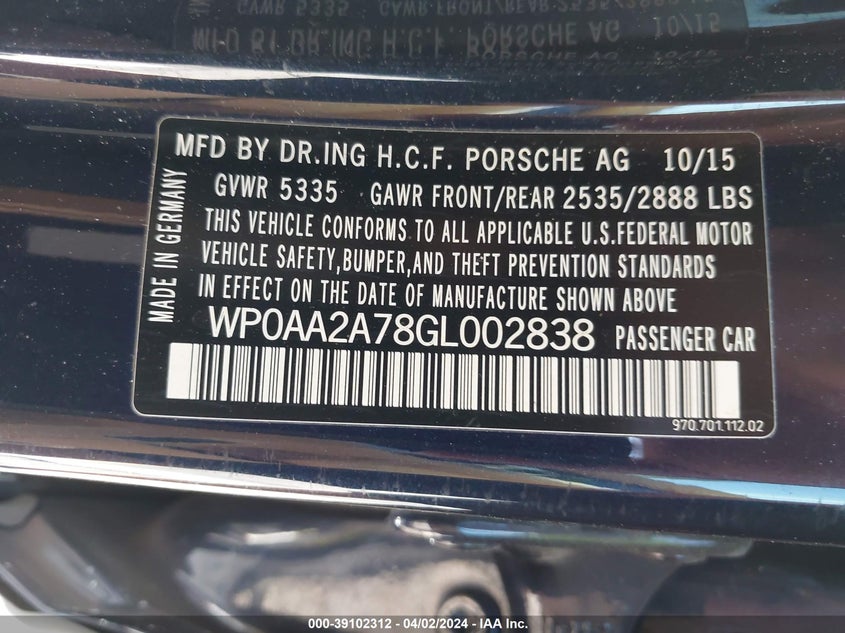 MFD BY DR.ING H.C.F. PORSCHE AG 10/15
GVWR 5335 GAWR FRONT/REAR 2535/2888 LBS
THIS VEHICLE CONFORMS TO ALL APPLICABLE U.S.FEDERAL MOTOR
VEHICLE SAFETY,BUMPER,AND THEFT PREVENTION STANDARDS
IN EFFECT ON THE DATE OF MANUFACTURE SHOWN ABOVE
MADE IN GERMANY
WP0AA2A78GL002838 PASSENGER CAR
970.701.112.02
000-39102312 | 04/02/2024 | IAA Inc.